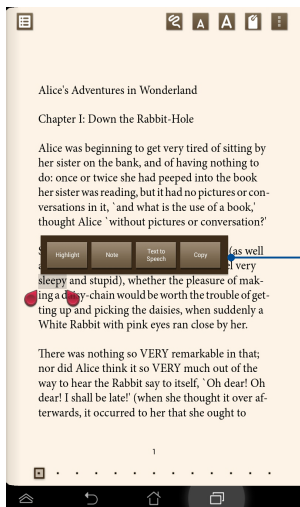 A A
Alice's Adventures in Wonderland
Chapter I: Down the Rabbit-Hole
Alice was beginning to get very tired of sitting by
her sister on the bank, and of having nothing to
do: once or twice she had peeped into the book
her sister was reading, but it had no pictures or con-
versations in it, `and what is the use of a book,'
thought Alice `without pictures or conversation?'
(as well
Highlight Note Text to Speech Copy
very
sleepy and stupid), whether the pleasure of mak-
ing a daisy-chain would be worth the trouble of get-
ting up and picking the daisies, when suddenly a
White Rabbit with pink eyes ran close by her.
There was nothing so VERY remarkable in that;
nor did Alice think it so VERY much out of the
way to hear the Rabbit say to itself, `Oh dear! Oh
dear! I shall be late!' (when she thought it over af-
terwards, it occurred to her that she ought to
1